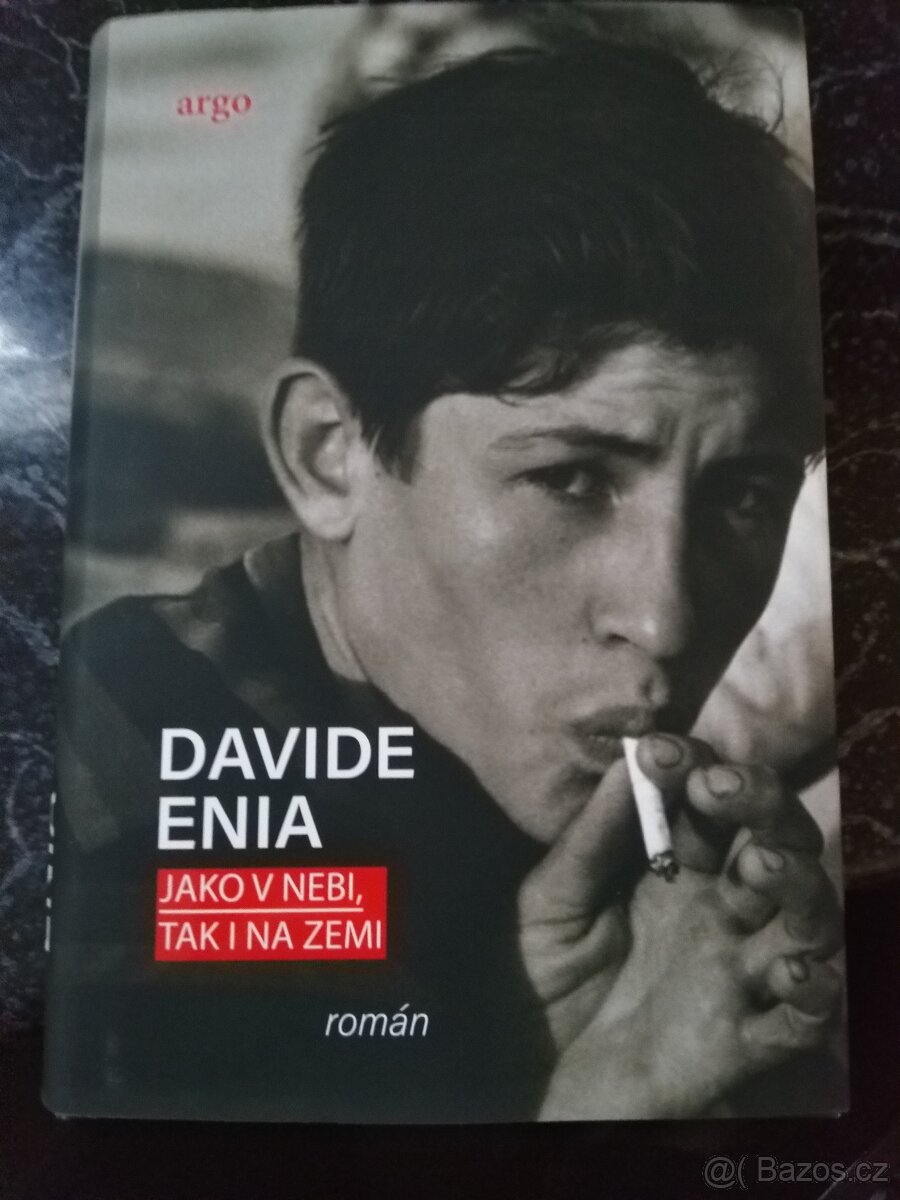 argo
DAVIDE
ENIA
JAKO V NEBI,
TAK I NA ZEMI
román
@( Bazos.cz